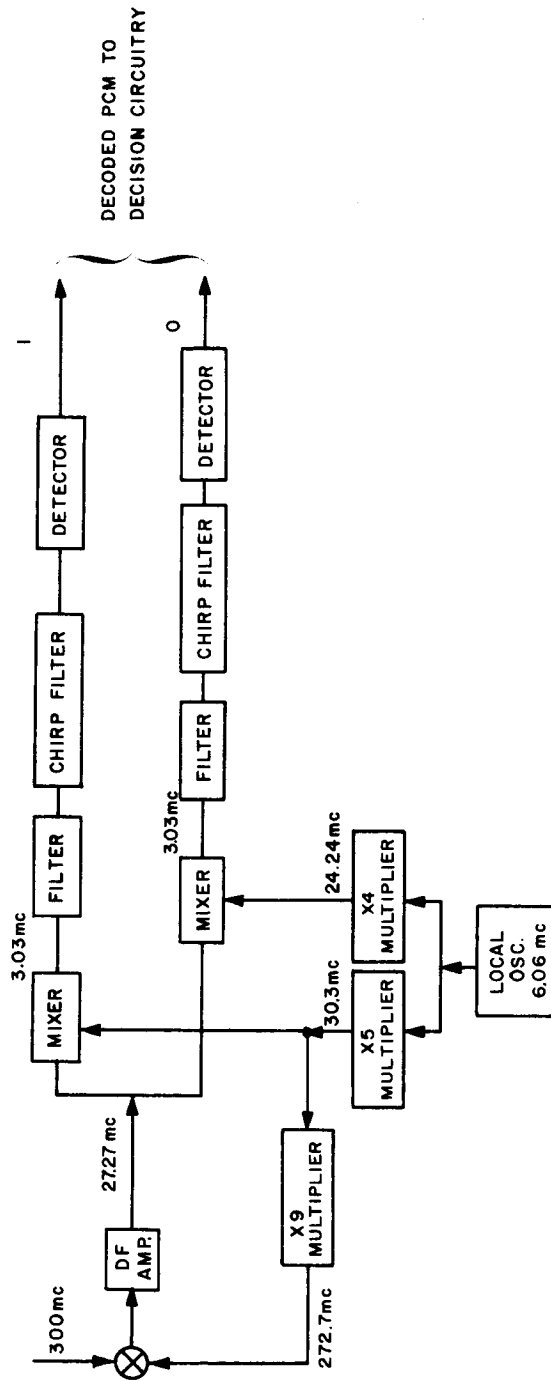 300mc
DF
AMP.
27.27mc
MIXER
3.03mc
FILTER
CHIRP FILTER
DETECTOR
1
MIXER
3.03mc
FILTER
CHIRP FILTER
DETECTOR
0
DECODED PCM TO
DECISION CIRCUITRY
272.7mc
X9
MULTIPLIER
30.3mc
X5
MULTIPLIER
24.24mc
X4
MULTIPLIER
LOCAL
OSC.
6.06 mc